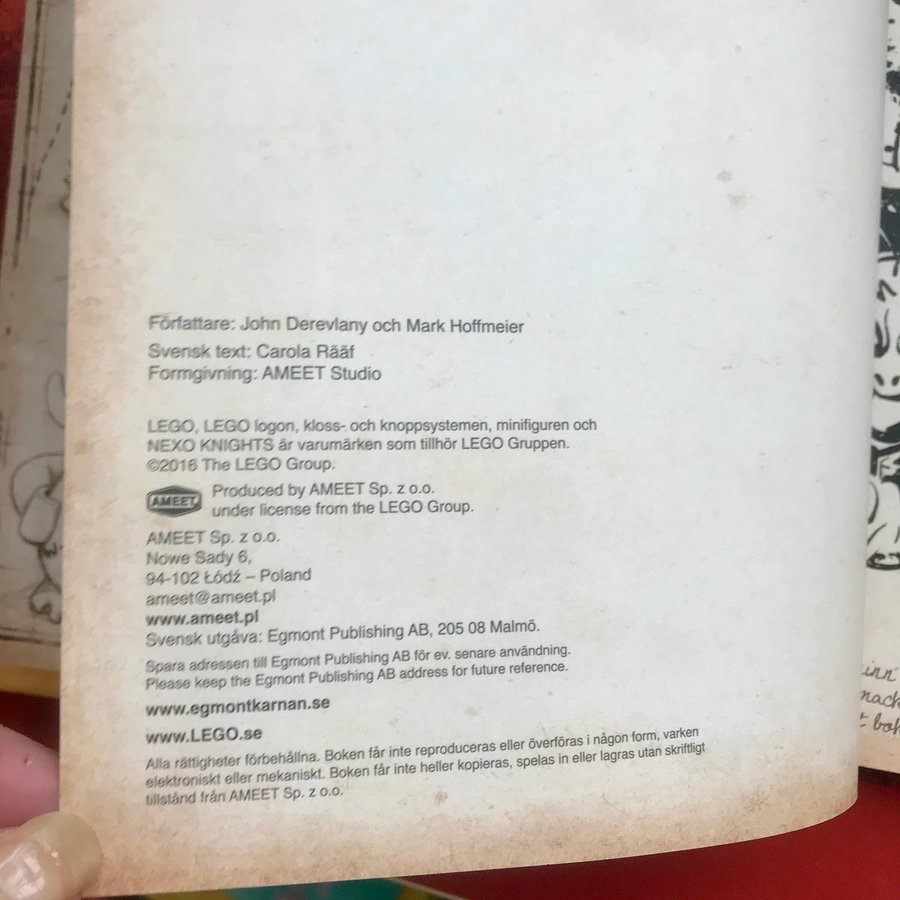 Författare: John Derevlany och Mark Hoffmeier
Svensk text: Carola Rääf
Formgivning: AMEET Studio
LEGO, LEGO logon, kloss- och knoppsystemen, minifiguren och
NEXO KNIGHTS är varumärken som tillhör LEGO Gruppen.
©2016 The LEGO Group.
AMEET
Produced by AMEET Sp. z o.o.
under license from the LEGO Group.
AMEET Sp. z o.o.
Nowe Sady 6,
94-102 Łódź – Poland
ameet@ameet.pl
www.ameet.pl
Svensk utgåva: Egmont Publishing AB, 205 08 Malmö.
Spara adressen till Egmont Publishing AB för ev. senare användning.
Please keep the Egmont Publishing AB address for future reference.
www.egmontkarnan.se
www.LEGO.se
Alla rättigheter förbehållna. Boken får inte reproduceras eller överföras i någon form, varken
elektroniskt eller mekaniskt. Boken får inte heller kopieras, spelas in eller lagras utan skriftligt
tillstånd från AMEET Sp. z o.o.